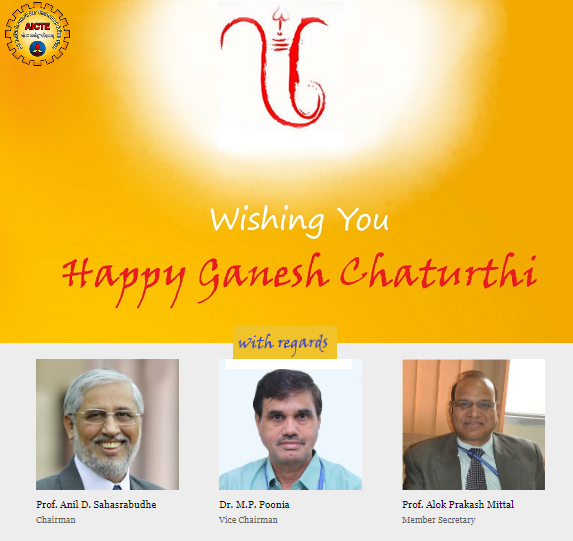 AICTE
Wishing You
Happy Ganesh Chaturthi
with regards
Prof. Anil D. Sahasrabudhe
Chairman
Dr. M.P. Poonia
Vice Chairman
Prof. Alok Prakash Mittal
Member Secretary